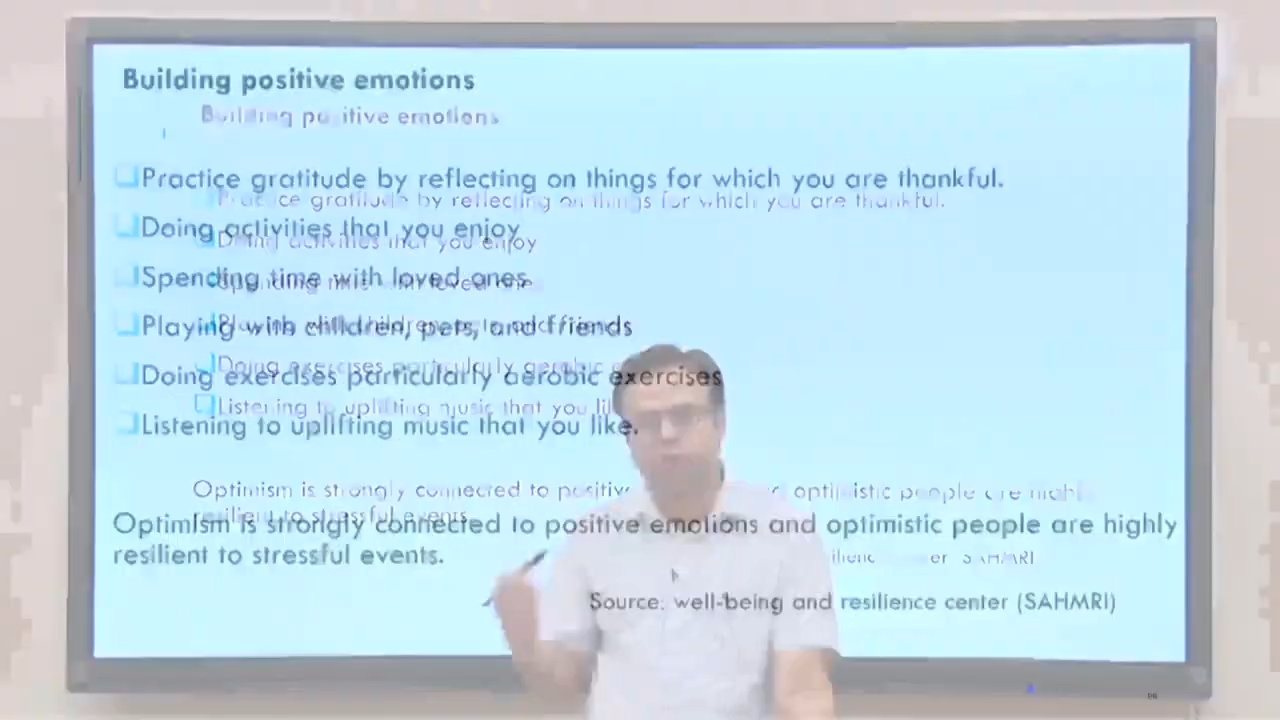 Building positive emotions
Practice gratitude by reflecting on things for which you are thankful.
Doing activities that you enjoy
Spending time with loved ones
Playing with children, pets, and friends
Doing exercises particularly aerobic exercises
Listening to uplifting music that you like.
Optimism is strongly connected to positive emotions and optimistic people are highly
resilient to stressful events.
Source: well-being and resilience center (SAHMRI)